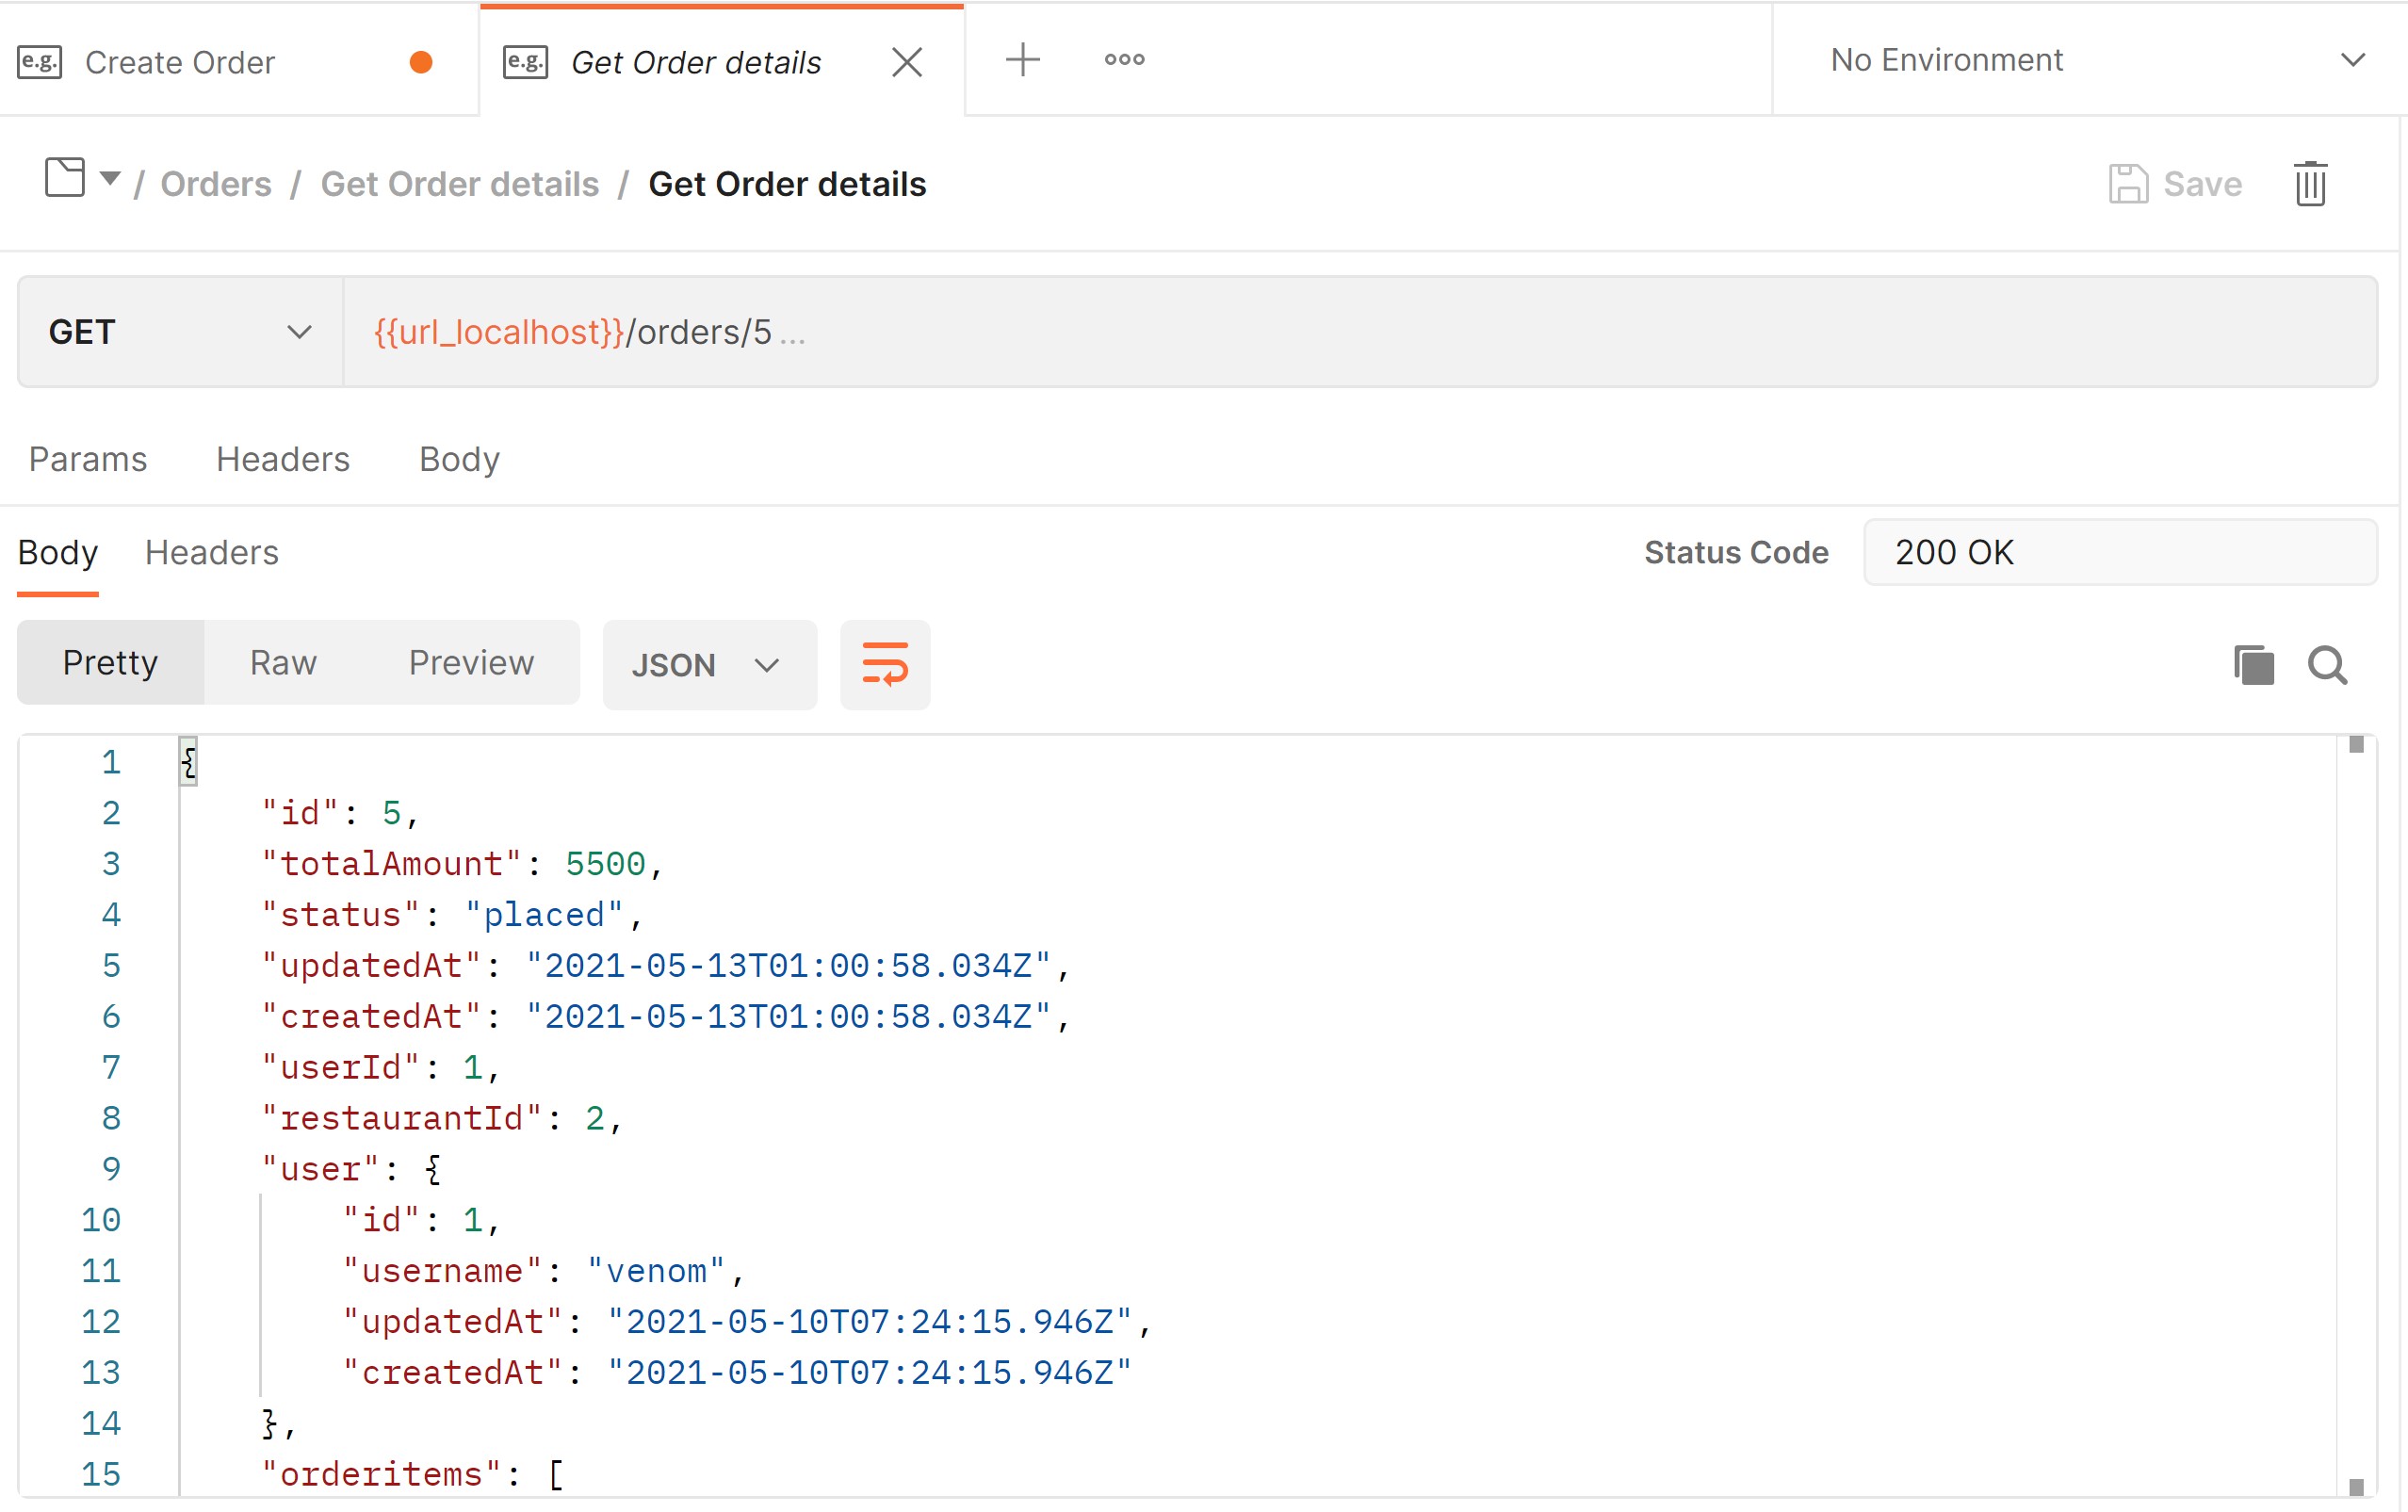 e.g. Create Order e.g. Get Order details No Environment
/ Orders / Get Order details / Get Order details Save
GET {{url_localhost}}/orders/5 ...
Params Headers Body
Body Headers Status Code 200 OK
Pretty Raw Preview JSON
1 {
2 "id": 5,
3 "totalAmount": 5500,
4 "status": "placed",
5 "updatedAt": "2021-05-13T01:00:58.034Z",
6 "createdAt": "2021-05-13T01:00:58.034Z",
7 "userId": 1,
8 "restaurantId": 2,
9 "user": {
10 "id": 1,
11 "username": "venom",
12 "updatedAt": "2021-05-10T07:24:15.946Z",
13 "createdAt": "2021-05-10T07:24:15.946Z"
14 },
15 "orderitems": [